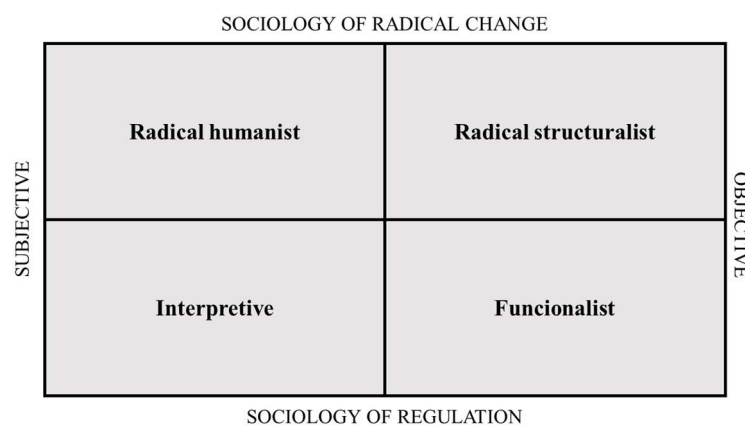 SOCIOLOGY OF RADICAL CHANGE
Radical humanist
Radical structuralist
SUBJECTIVE
OBJECTIVE
Interpretive
Funcionalist
SOCIOLOGY OF REGULATION